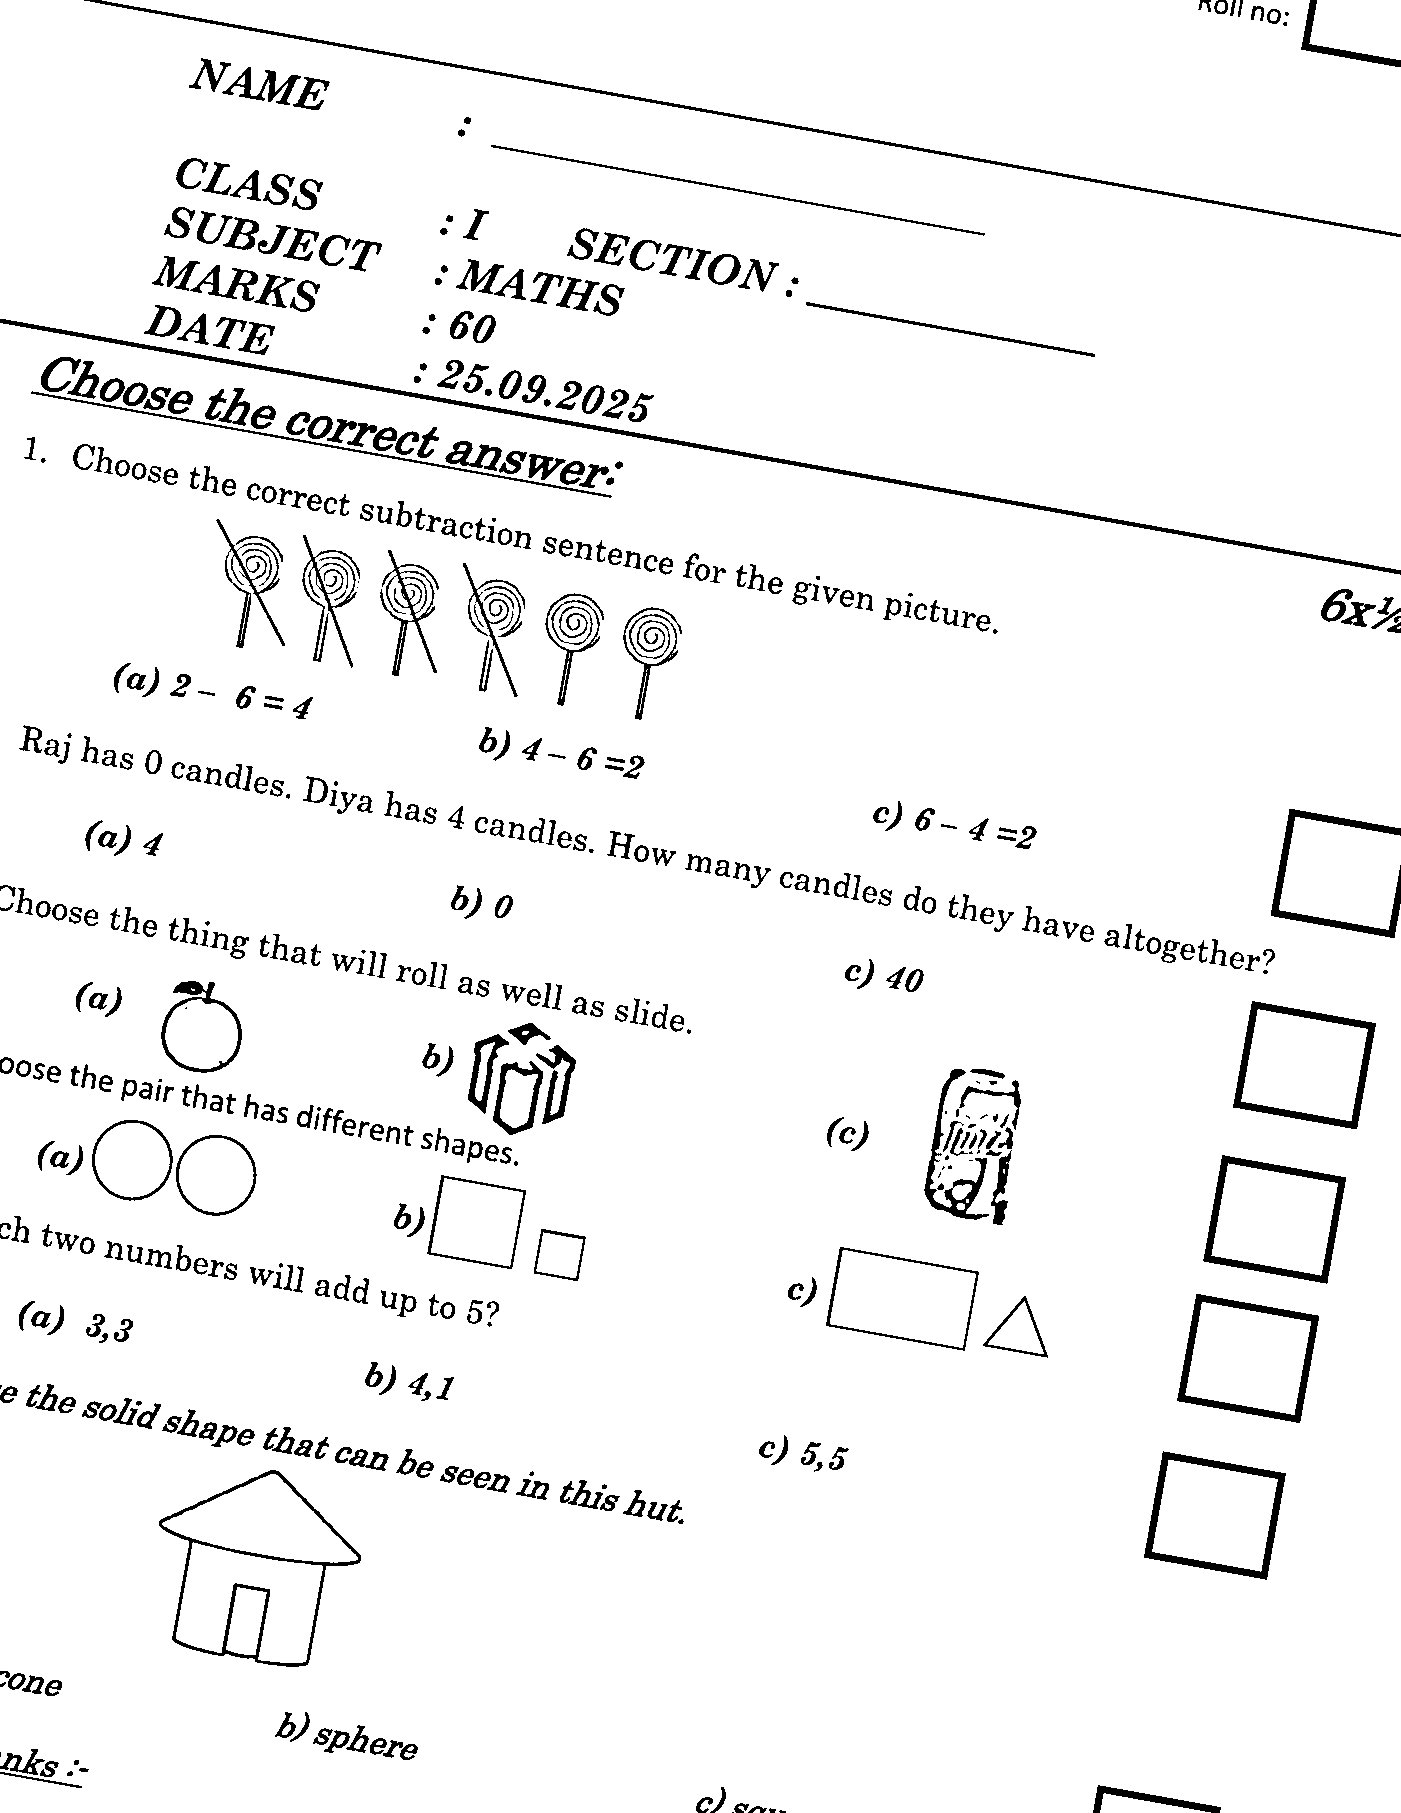 Roll no:
NAME :
CLASS : I SECTION :
SUBJECT : MATHS
MARKS : 60
DATE : 25.09.2025
Choose the correct answer:
6x½
1. Choose the correct subtraction sentence for the given picture.
(a) 2 – 6 = 4 b) 4 – 6 =2 c) 6 – 4 =2
Raj has 0 candles. Diya has 4 candles. How many candles do they have altogether?
(a) 4 b) 0 c) 40
Choose the thing that will roll as well as slide.
(a) b) (c)
oose the pair that has different shapes.
(a) b) c)
ch two numbers will add up to 5?
(a) 3,3 b) 4,1 c) 5,5
e the solid shape that can be seen in this hut.
cone b) sphere c)
nks :-